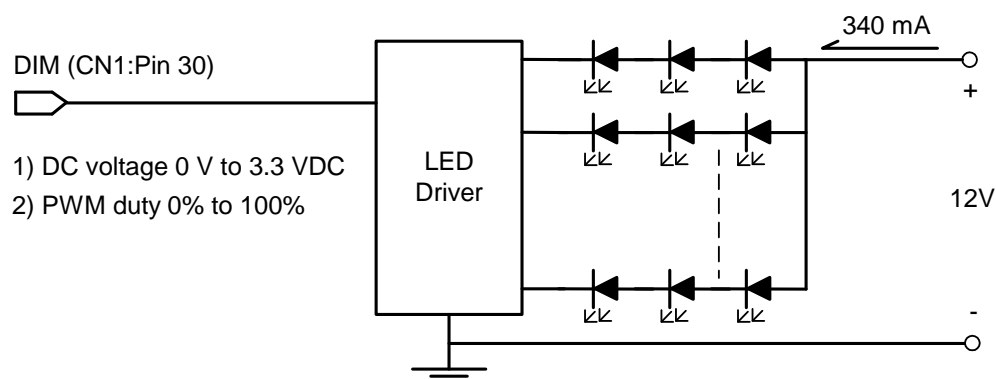 340 mA
DIM (CN1:Pin 30)
+
1) DC voltage 0 V to 3.3 VDC
2) PWM duty 0% to 100%
LED
Driver
12V
-